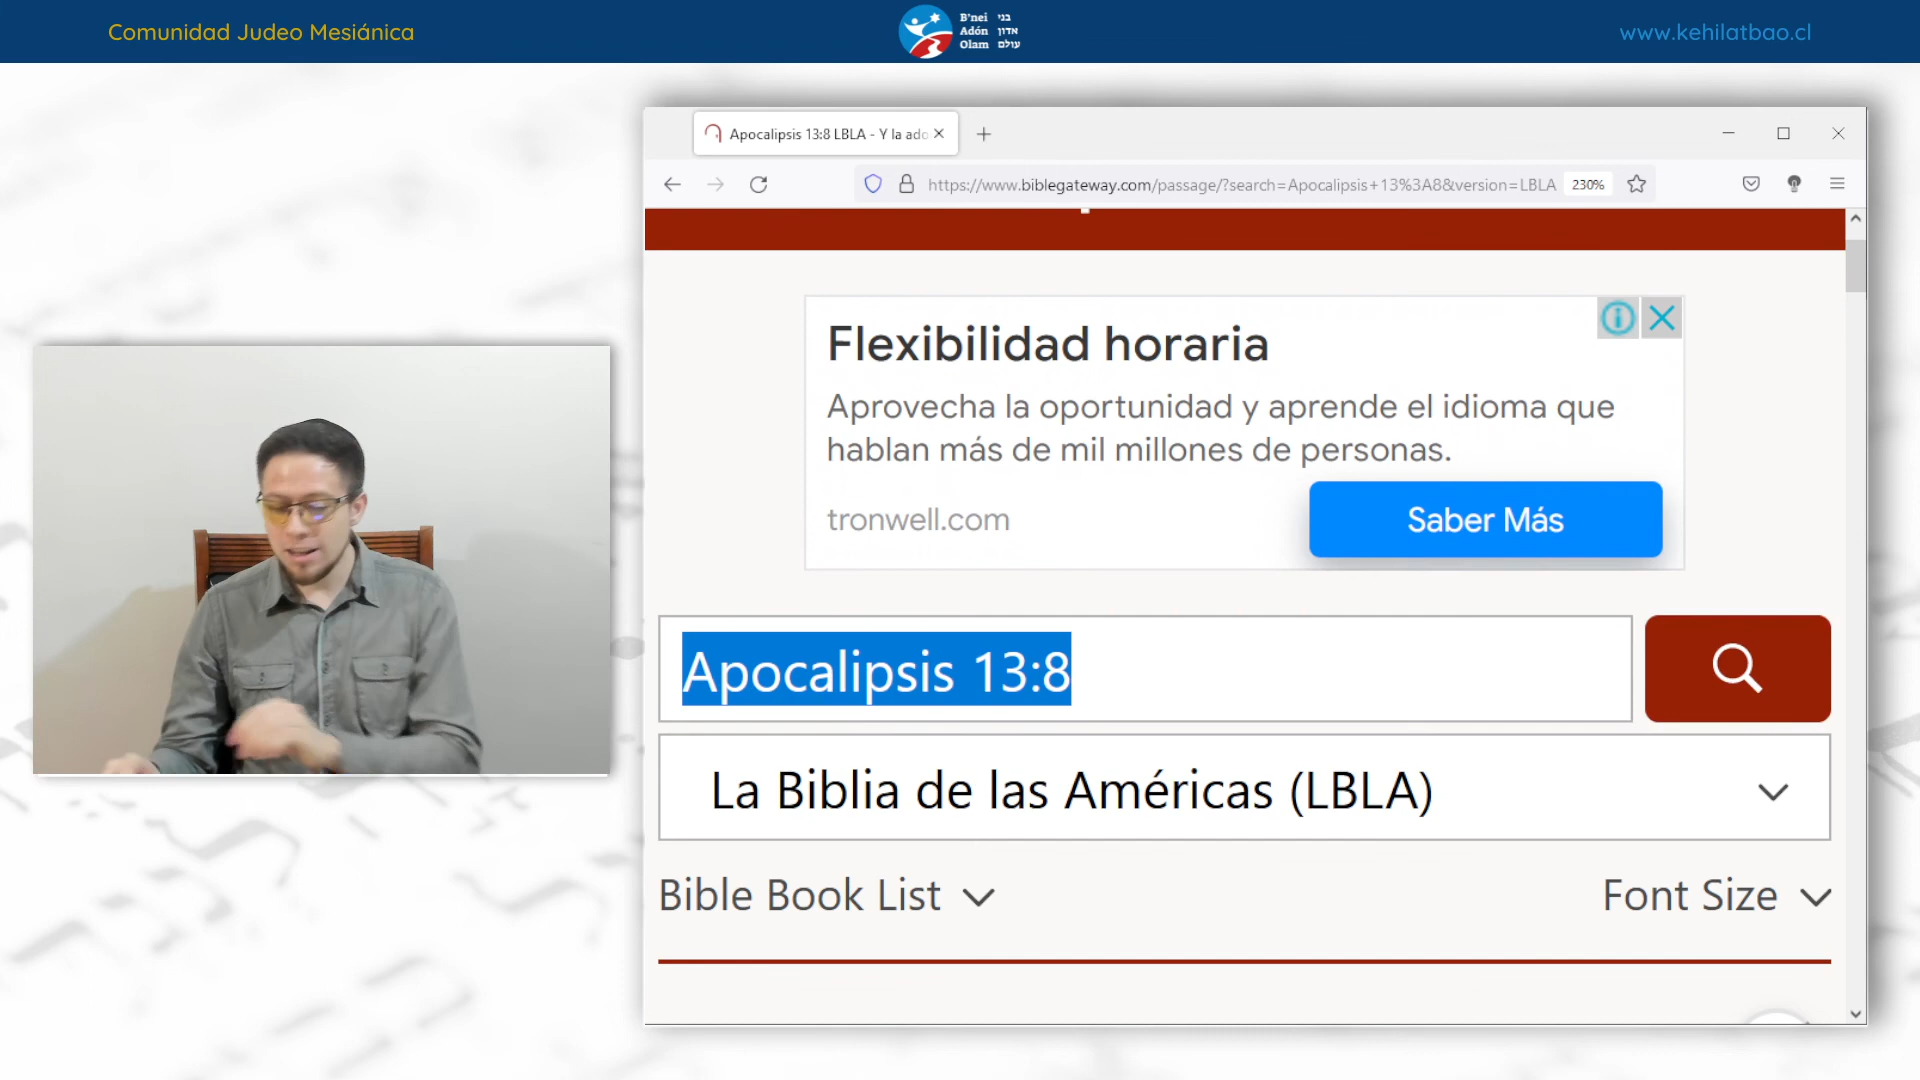 Comunidad Judeo Mesiánica
B'nei בני
Adón אדון
Olam עולם
www.kehilatbao.cl
Apocalipsis 13:8 LBLA - Y la ado
https://www.biblegateway.com/passage/?search=Apocalipsis+13%3A8&version=LBLA
230%
Flexibilidad horaria
Aprovecha la oportunidad y aprende el idioma que
hablan más de mil millones de personas.
tronwell.com
Saber Más
Apocalipsis 13:8
La Biblia de las Américas (LBLA)
Bible Book List
Font Size